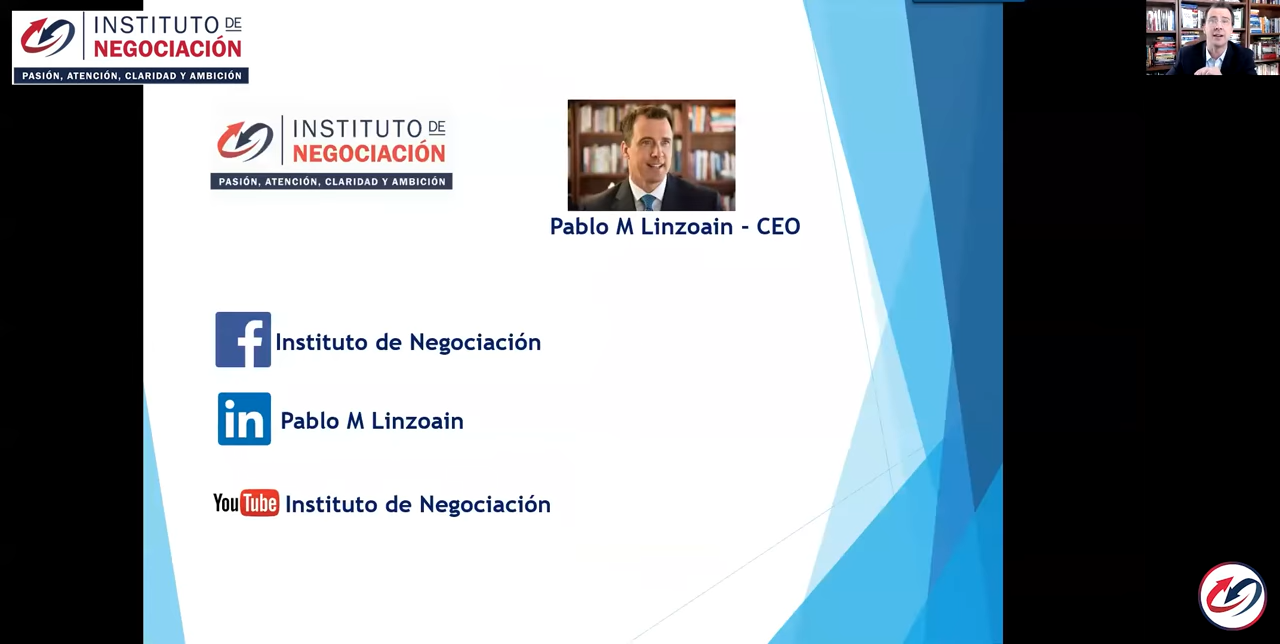 INSTITUTO DE
NEGOCIACIÓN
PASIÓN, ATENCIÓN, CLARIDAD Y AMBICIÓN
INSTITUTO DE
NEGOCIACIÓN
PASIÓN, ATENCIÓN, CLARIDAD Y AMBICIÓN
Pablo M Linzoain - CEO
f Instituto de Negociación
in Pablo M Linzoain
YouTube Instituto de Negociación